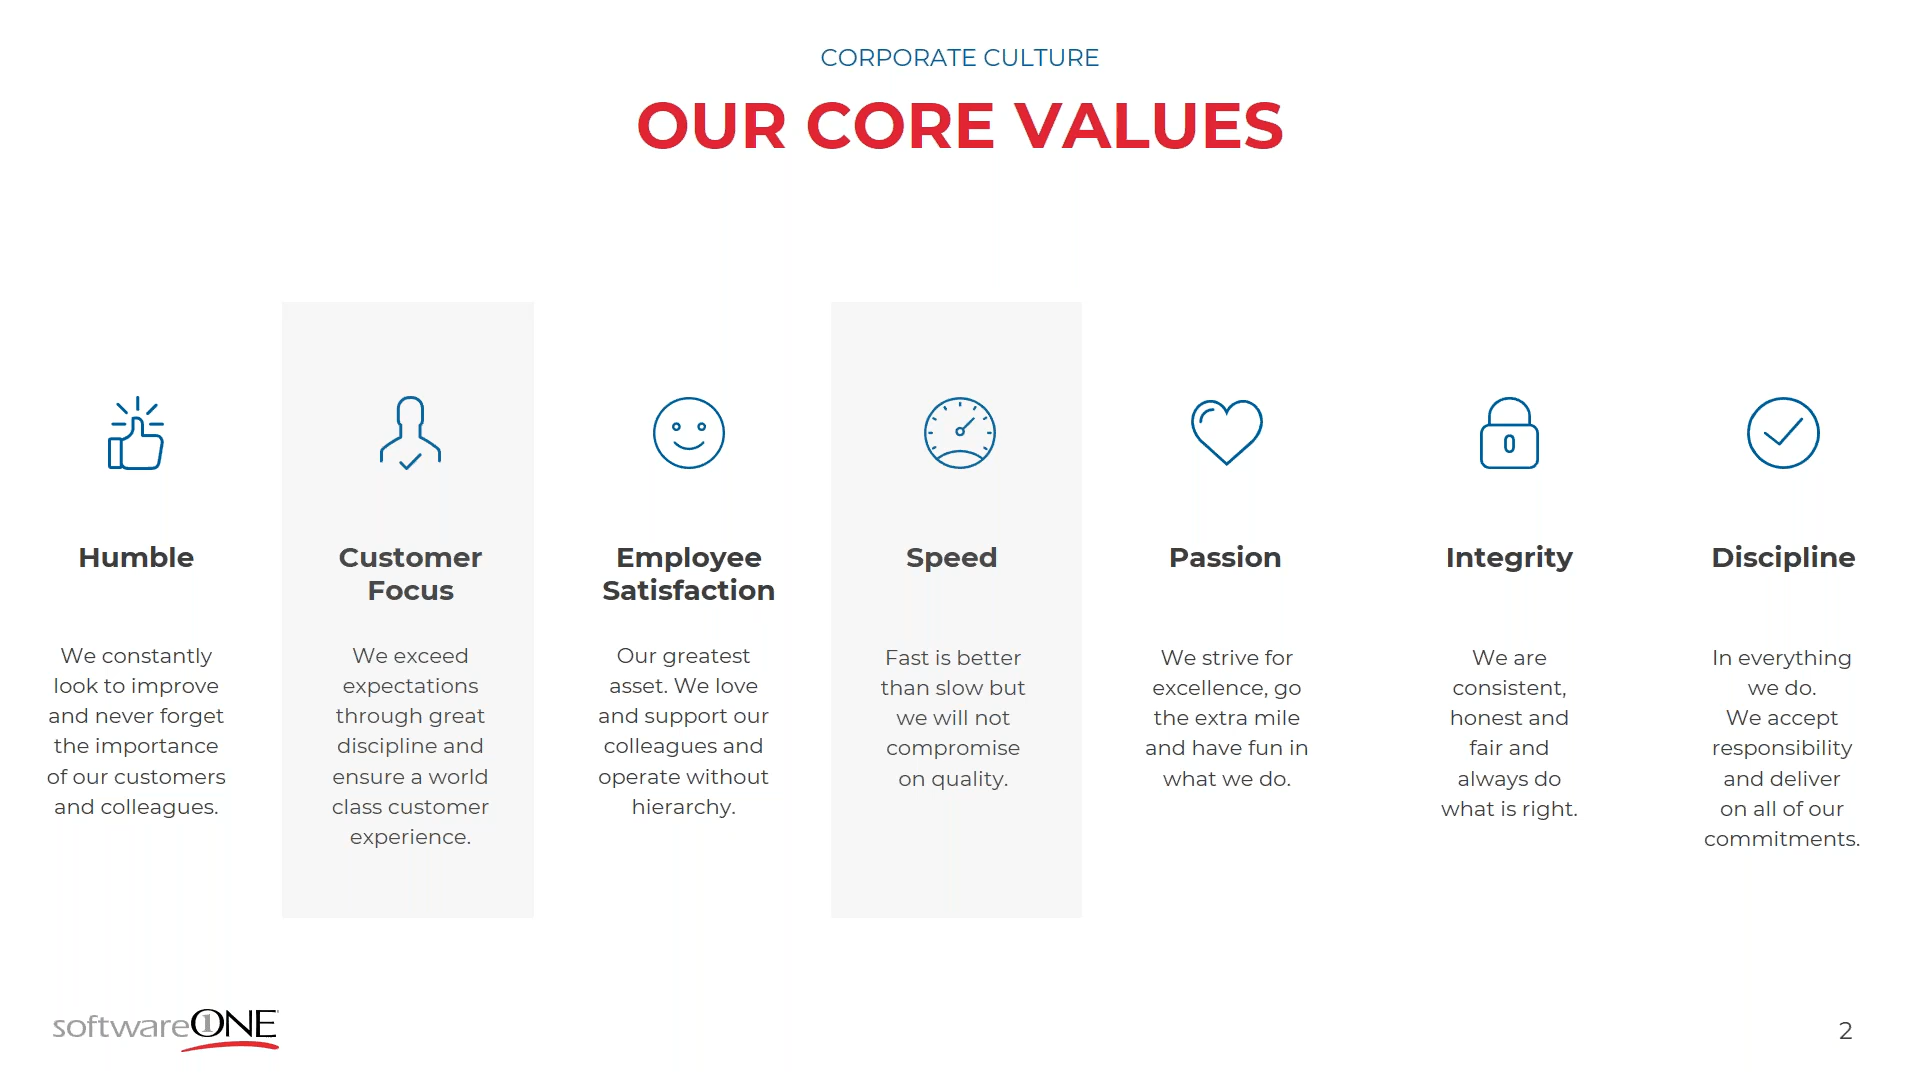 CORPORATE CULTURE
OUR CORE VALUES
Humble
We constantly
look to improve
and never forget
the importance
of our customers
and colleagues.
Customer
Focus
We exceed
expectations
through great
discipline and
ensure a world
class customer
experience.
Employee
Satisfaction
Our greatest
asset. We love
and support our
colleagues and
operate without
hierarchy.
Speed
Fast is better
than slow but
we will not
compromise
on quality.
Passion
We strive for
excellence, go
the extra mile
and have fun in
what we do.
Integrity
We are
consistent,
honest and
fair and
always do
what is right.
Discipline
In everything
we do.
We accept
responsibility
and deliver
on all of our
commitments.
softwareONE
2